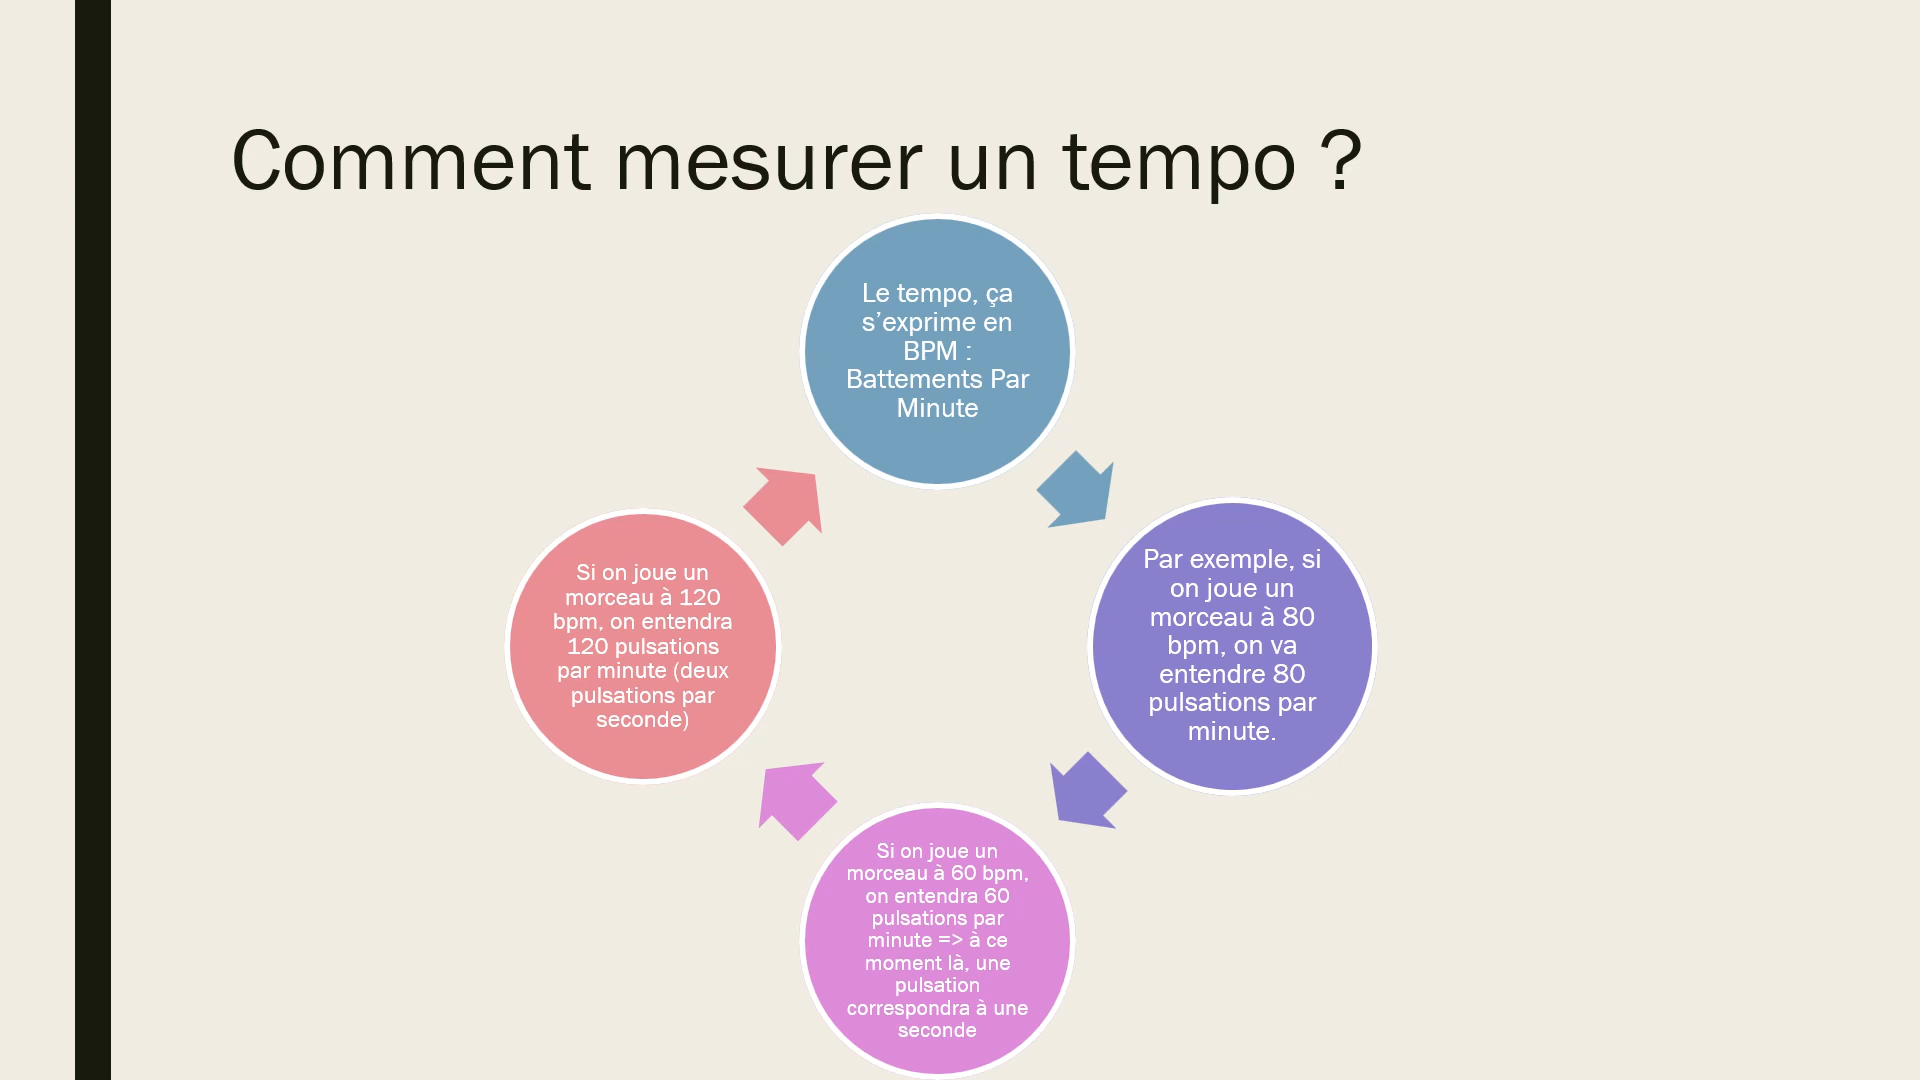 Comment mesurer un tempo ?
Le tempo, ça
s’exprime en
BPM :
Battements Par
Minute
Par exemple, si
on joue un
morceau à 80
bpm, on va
entendre 80
pulsations par
minute.
Si on joue un
morceau à 60 bpm,
on entendra 60
pulsations par
minute => à ce
moment là, une
pulsation
correspondra à une
seconde
Si on joue un
morceau à 120
bpm, on entendra
120 pulsations
par minute (deux
pulsations par
seconde)